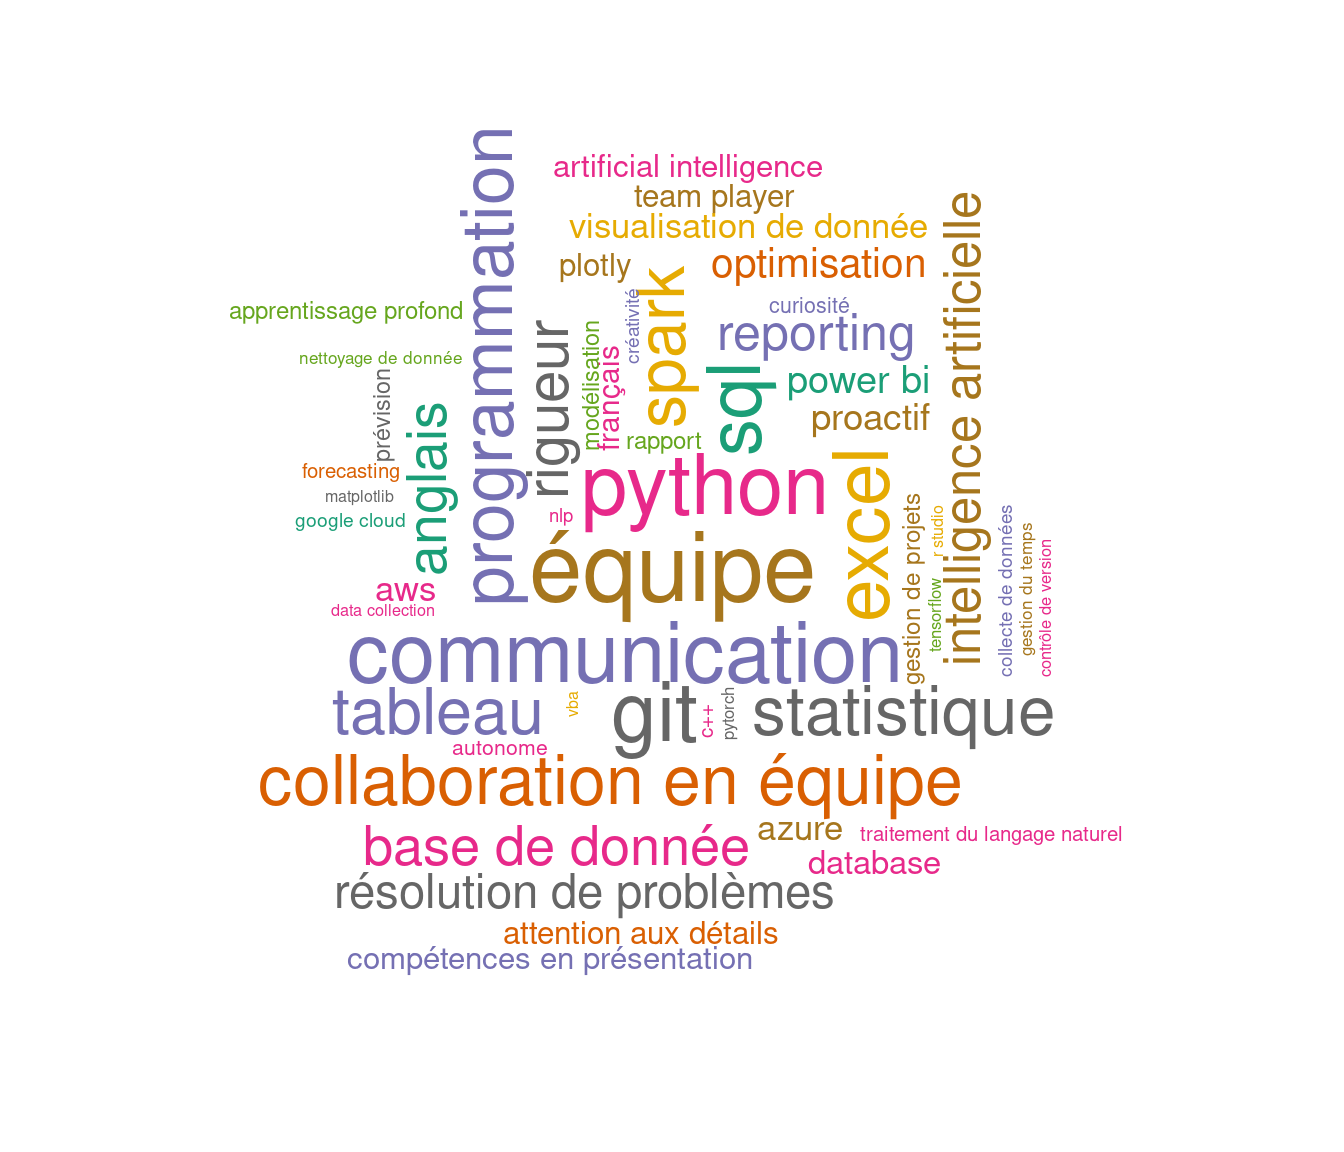 programmation
artificial intelligence
team player
visualisation de donnée
plotly
optimisation
intelligence artificielle
apprentissage profond
spark
créativité
curiosité
reporting
nettoyage de donnée
rigueur
modélisation
français
sql
power bi
prévision
anglais
proactif
rapport
forecasting
python
excel
matplotlib
google cloud
nlp
gestion de projets
r studio
collecte de données
gestion du temps
contrôle de version
équipe
aws
tensorflow
data collection
communication
tableau
vba
git
c++
pytorch
statistique
autonome
collaboration en équipe
base de donnée
azure
traitement du langage naturel
database
résolution de problèmes
attention aux détails
compétences en présentation